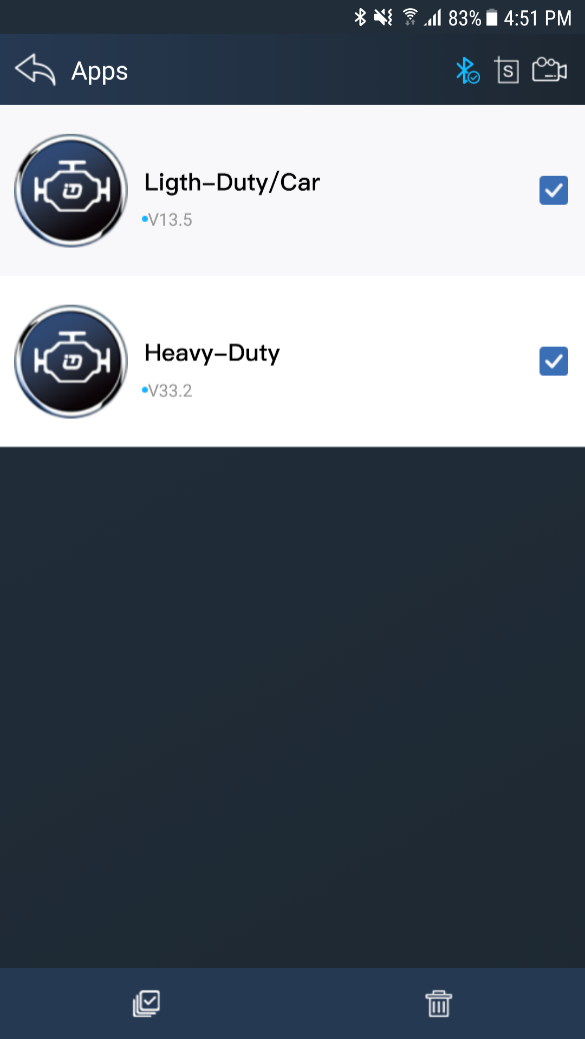 83% 4:51 PM
Apps
S
Ligth-Duty/Car
V13.5
Heavy-Duty
V33.2